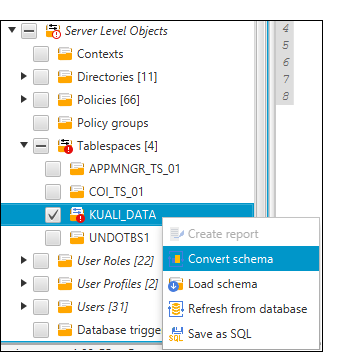 Server Level Objects
4
Contexts
5
6
Directories [11]
7
Policies [66]
8
Policy groups
Tablespaces [4]
APPMNGR_TS_01
COI_TS_01
KUALI_DATA
UNDOTBS1
Create report
User Roles [22]
Convert schema
User Profiles [2]
Load schema
Users [31]
Refresh from database
Database trigge
SQL Save as SQL